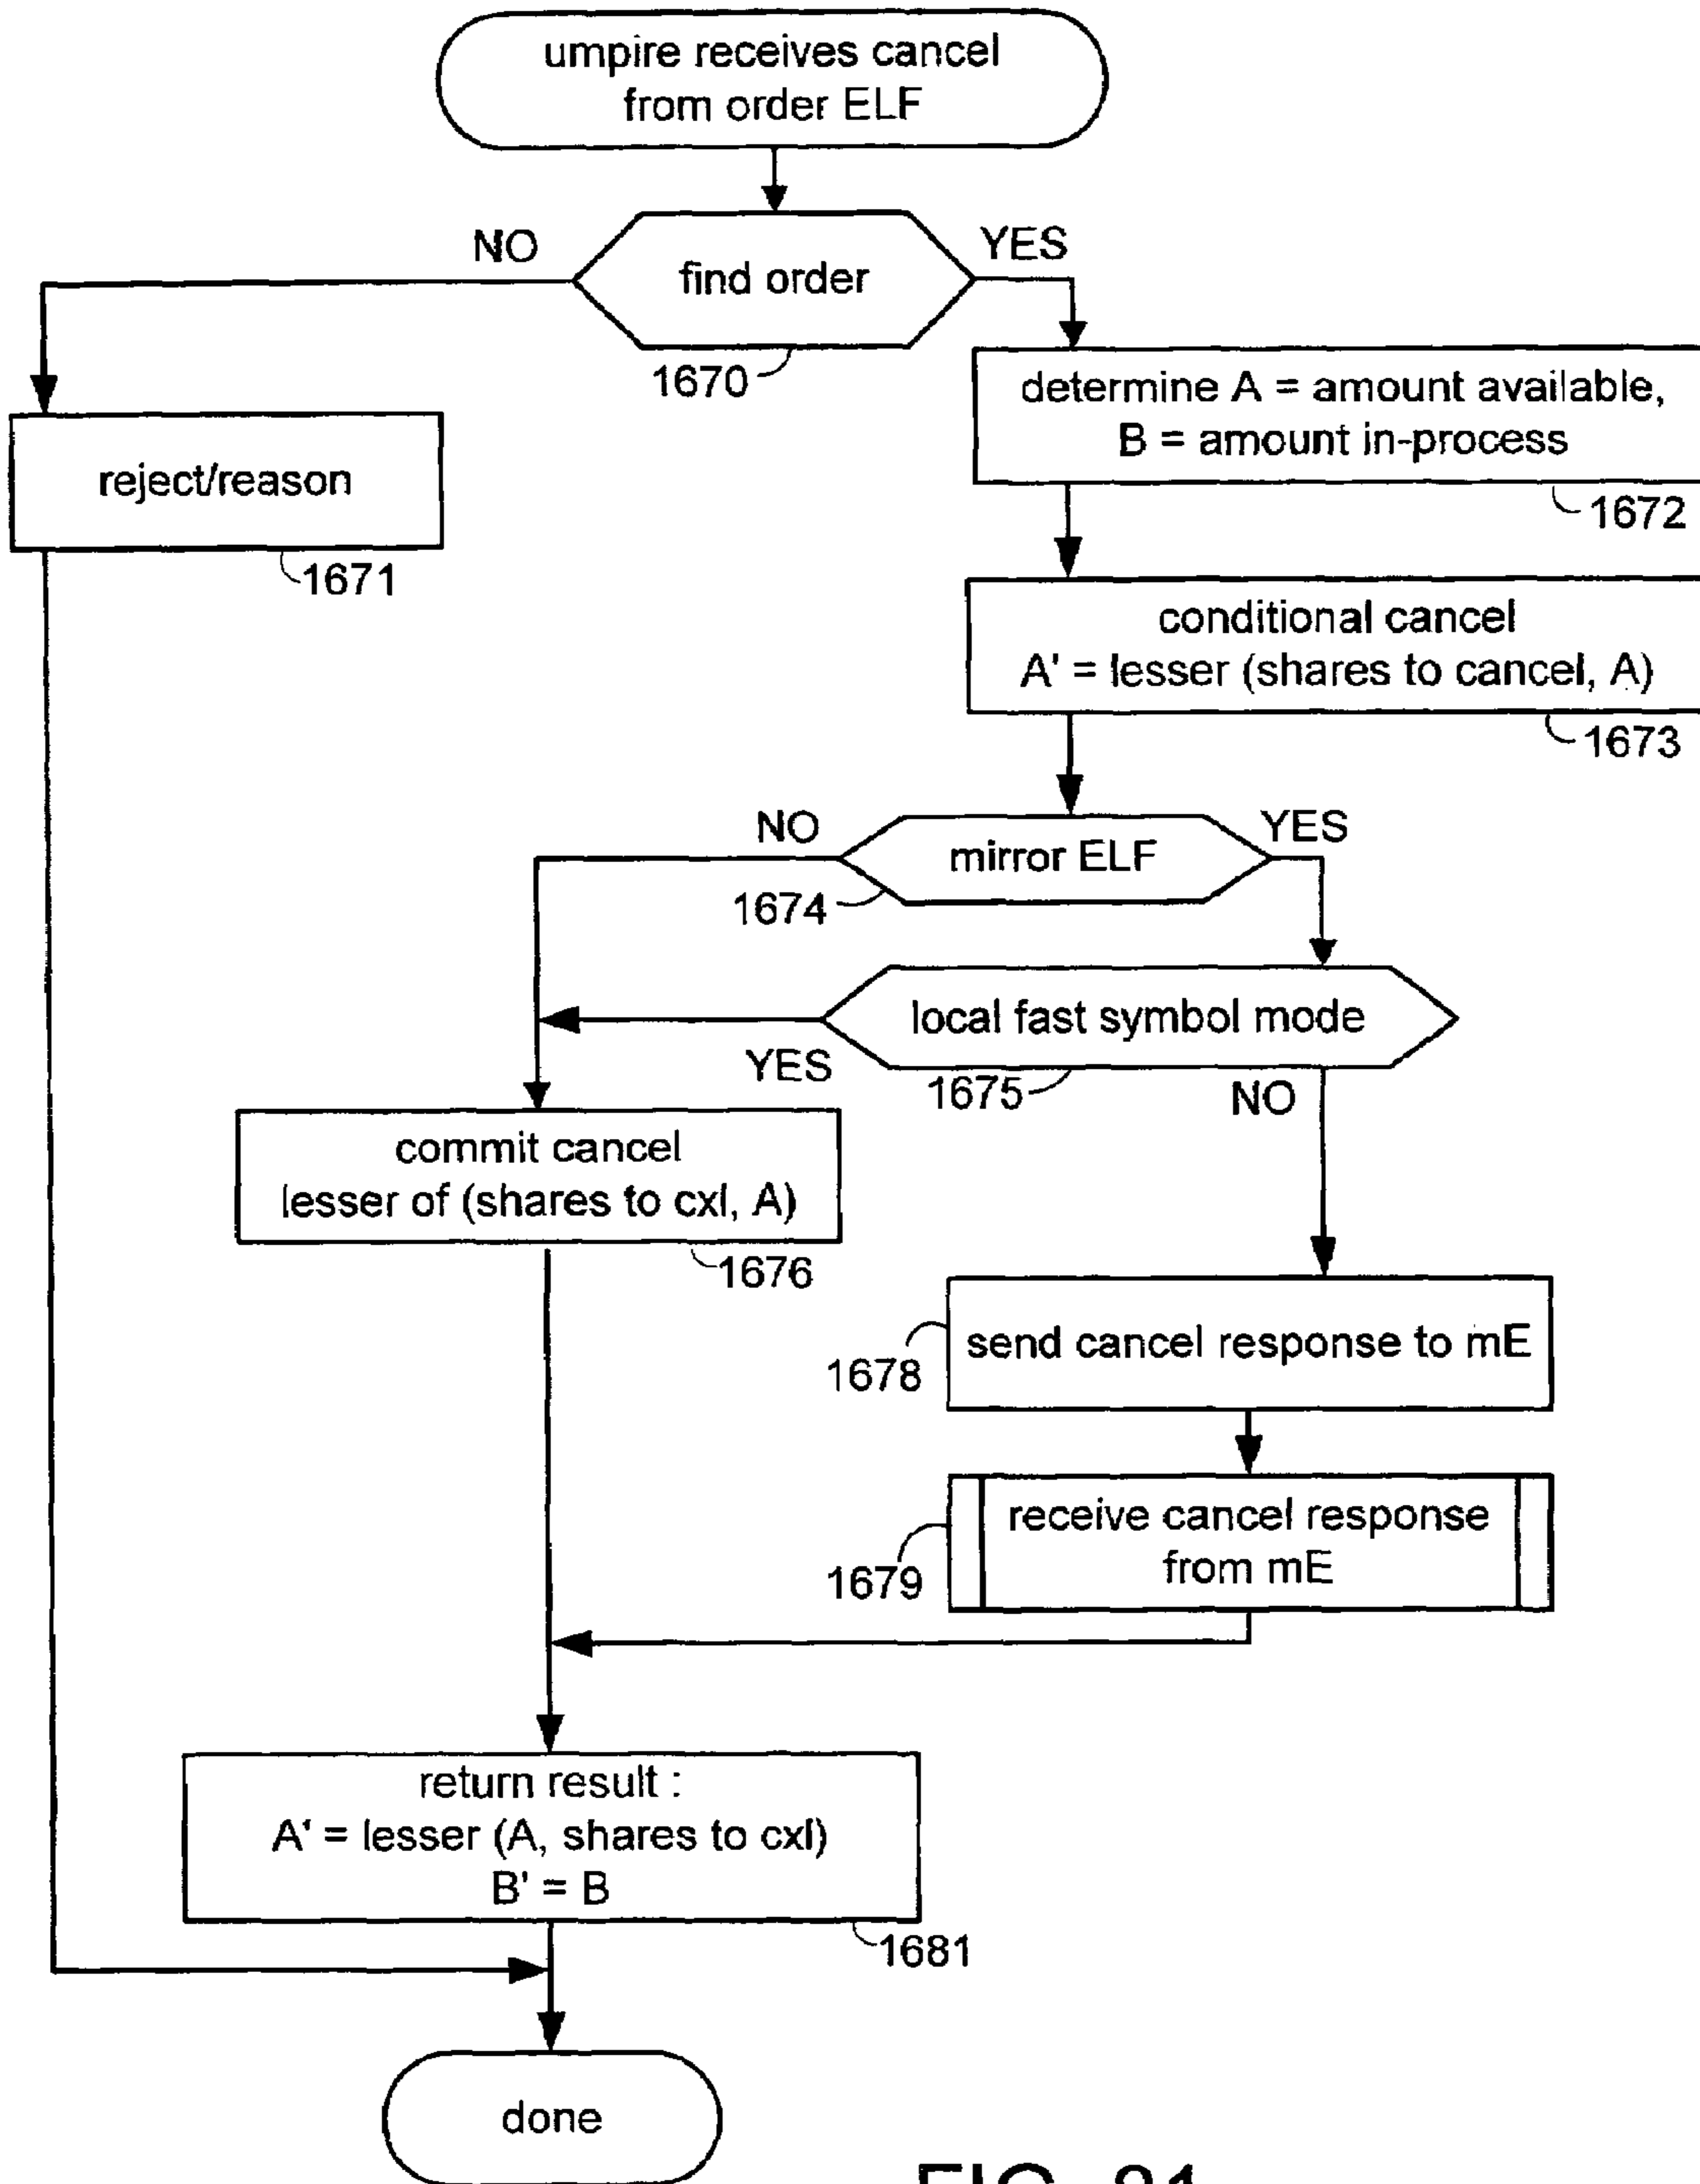 umpire receives cancel
from order ELF
NO
YES
find order
1670
determine A = amount available,
B = amount in-process
1672
reject/reason
1671
conditional cancel
A' = lesser (shares to cancel, A)
1673
NO
YES
mirror ELF
1674
local fast symbol mode
YES
1675
NO
commit cancel
lesser of (shares to cxl, A)
1676
send cancel response to mE
1678
receive cancel response
from mE
1679
return result :
A' = lesser (A, shares to cxl)
B' = B
1681
done